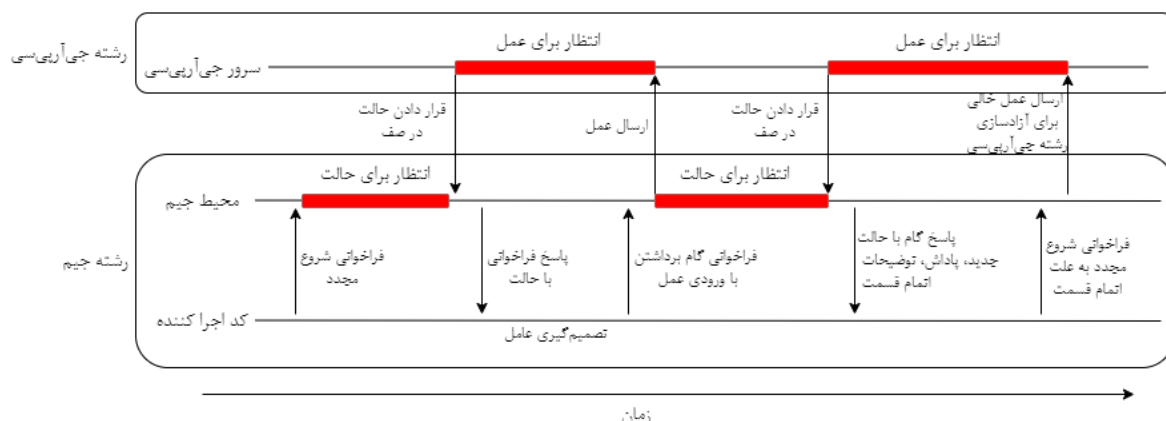 انتظار برای عمل
انتظار برای عمل
رشته جی‌آرپی‌سی
سرور جی‌آرپی‌سی
قرار دادن حالت
در صف
ارسال عمل
قرار دادن حالت
در صف
ارسال عمل خالی
برای آزادسازی
رشته جی‌آرپی‌سی
انتظار برای حالت
انتظار برای حالت
محیط جیم
رشته جیم
فراخوانی شروع
مجدد
پاسخ فراخوانی
با حالت
فراخوانی گام برداشتن
با ورودی عمل
پاسخ گام با حالت
جدید، پاداش، توضیحات
اتمام قسمت
فراخوانی شروع
مجدد به علت
اتمام قسمت
کد اجرا کننده
تصمیم‌گیری عامل
زمان